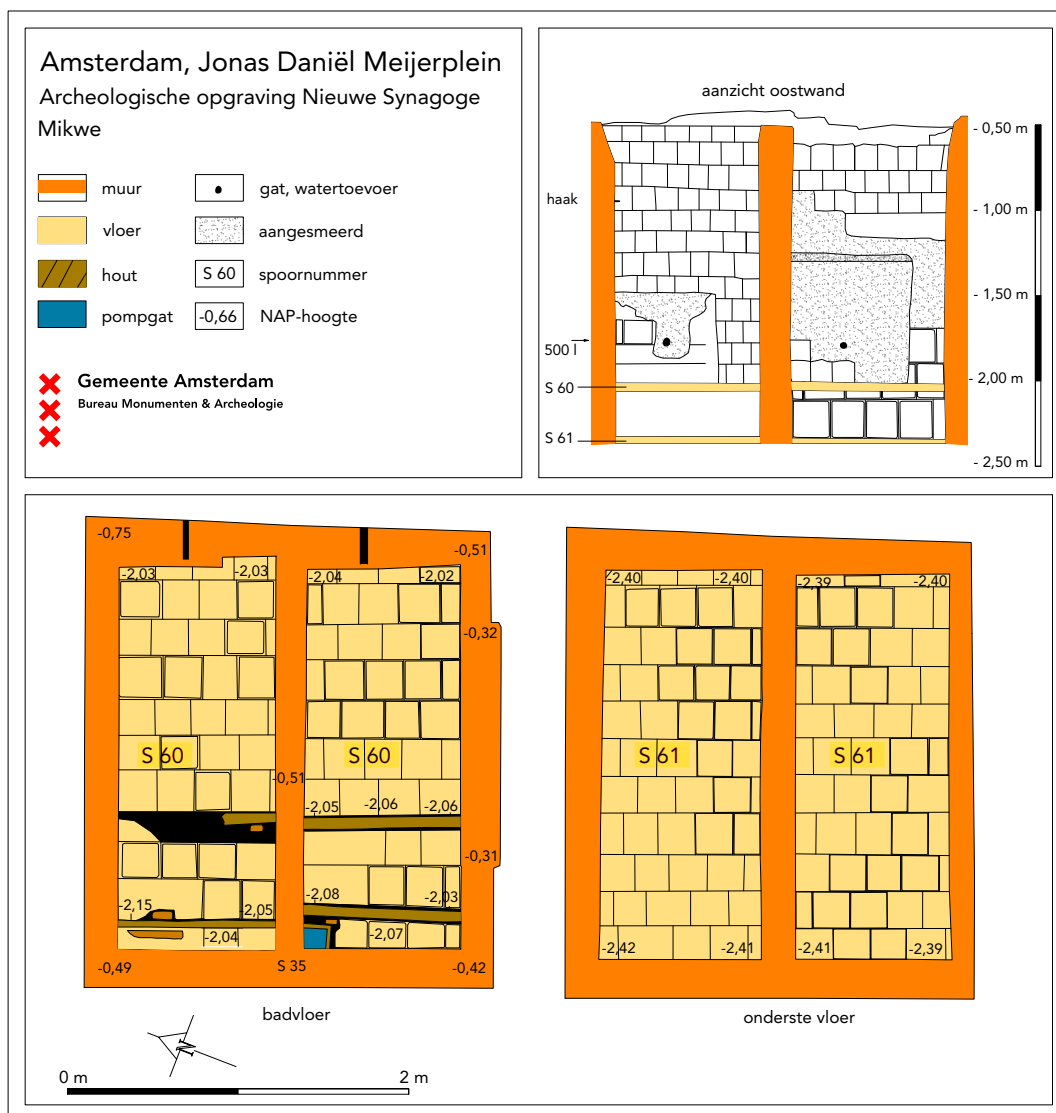 Amsterdam, Jonas Daniël Meijerplein
Archeologische opgraving Nieuwe Synagoge
Mikwe
muur
gat, watertoevoer
vloer
aangesmeerd
hout
S 60
spoornummer
pompgat
-0,66
NAP-hoogte
Gemeente Amsterdam
Bureau Monumenten & Archeologie
aanzicht oostwand
- 0,50 m
haak
- 1,00 m
- 1,50 m
500 l
S 60
- 2,00 m
S 61
- 2,50 m
-0,75
-0,51
-2,03
-2,03
-2,04
-2,02
-0,32
S 60
S 60
-0,51
-2,05
-2,06
-2,06
-0,31
-2,08
-2,03
-2,15
-2,05
-2,04
-2,07
-0,49
S 35
-0,42
badvloer
-2,40
-2,40
-2,39
-2,40
S 61
S 61
-2,42
-2,41
-2,41
-2,39
onderste vloer
N
0 m
2 m